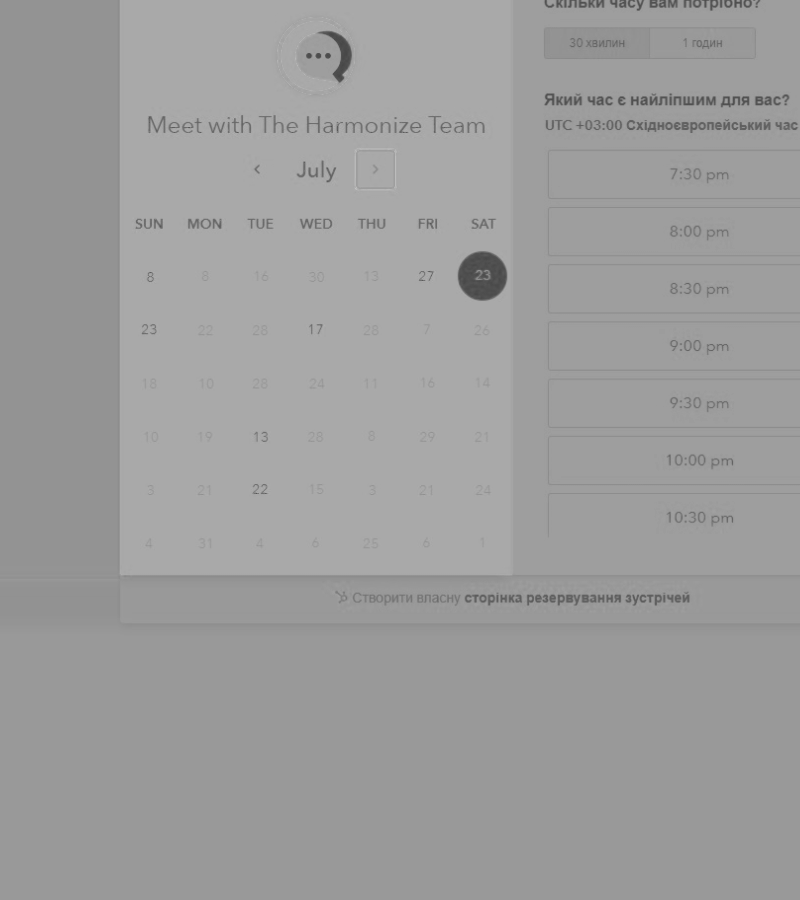 Meet with The Harmonize Team
July
SUN MON TUE WED THU FRI SAT
8 8 16 30 13 27 23
23 22 28 17 28 7 26
18 10 28 24 11 16 14
10 19 13 28 8 29 21
3 21 22 15 3 21 24
4 31 4 6 25 6 1
Скільки часу вам потрібно?
30 хвилин 1 годин
Який час є найліпшим для вас?
UTC +03:00 Східноєвропейський час
7:30 pm
8:00 pm
8:30 pm
9:00 pm
9:30 pm
10:00 pm
10:30 pm
Створити власну сторінка резервування зустрічей